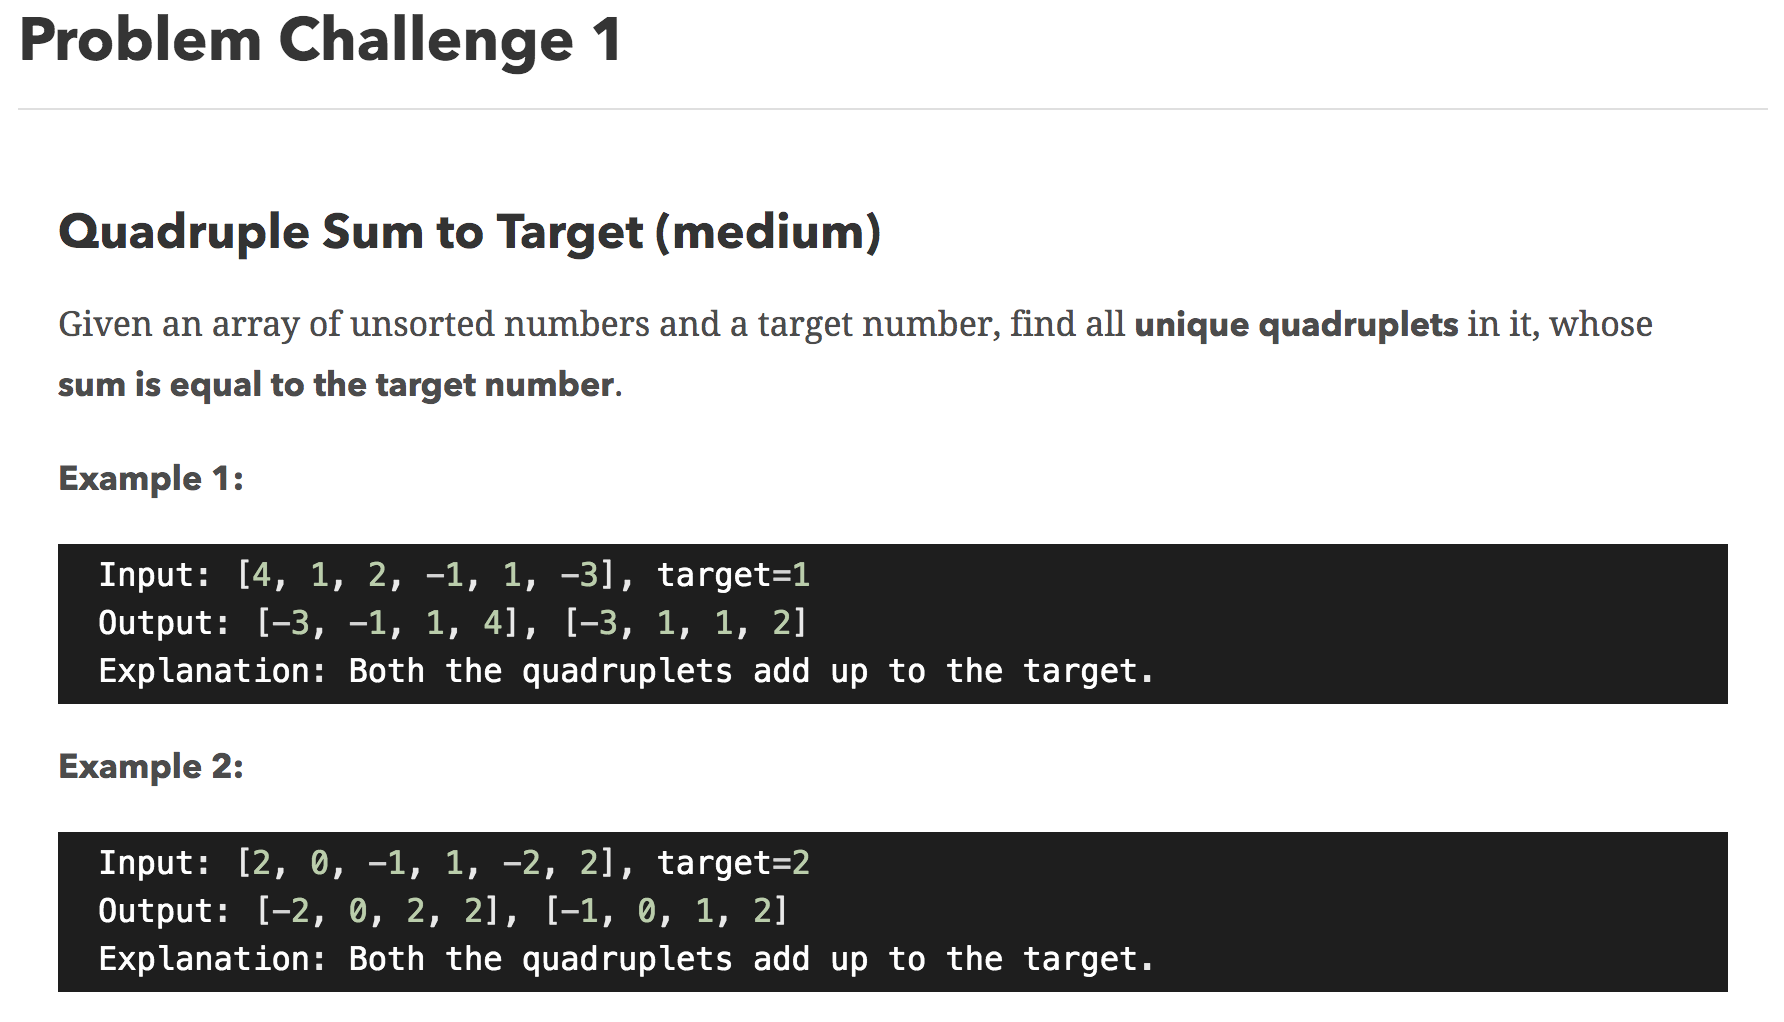 Problem Challenge 1
Quadruple Sum to Target (medium)
Given an array of unsorted numbers and a target number, find all unique quadruplets in it, whose
sum is equal to the target number.
Example 1:
Input: [4, 1, 2, −1, 1, −3], target=1
Output: [−3, −1, 1, 4], [−3, 1, 1, 2]
Explanation: Both the quadruplets add up to the target.
Example 2:
Input: [2, 0, −1, 1, −2, 2], target=2
Output: [−2, 0, 2, 2], [−1, 0, 1, 2]
Explanation: Both the quadruplets add up to the target.